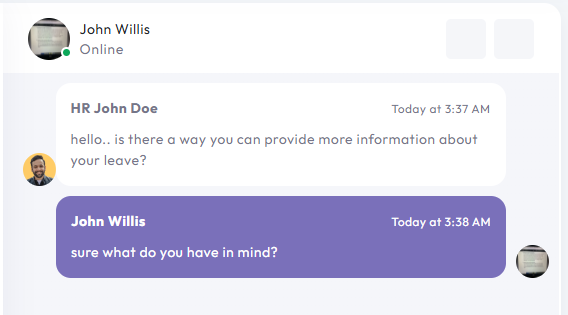 John Willis
Online
HR John Doe
Today at 3:37 AM
hello.. is there a way you can provide more information about
your leave?
John Willis
Today at 3:38 AM
sure what do you have in mind?